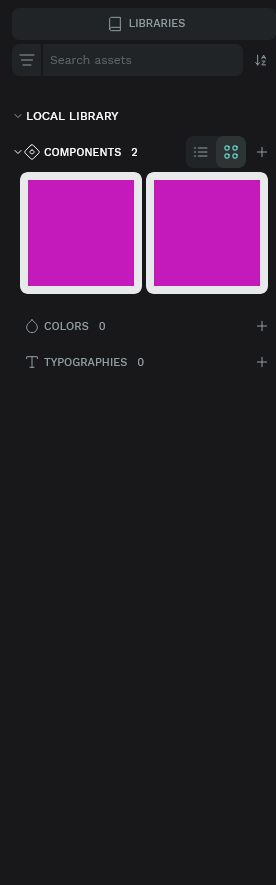 LIBRARIES
Search assets
LOCAL LIBRARY
COMPONENTS 2
COLORS 0
TYPOGRAPHIES 0